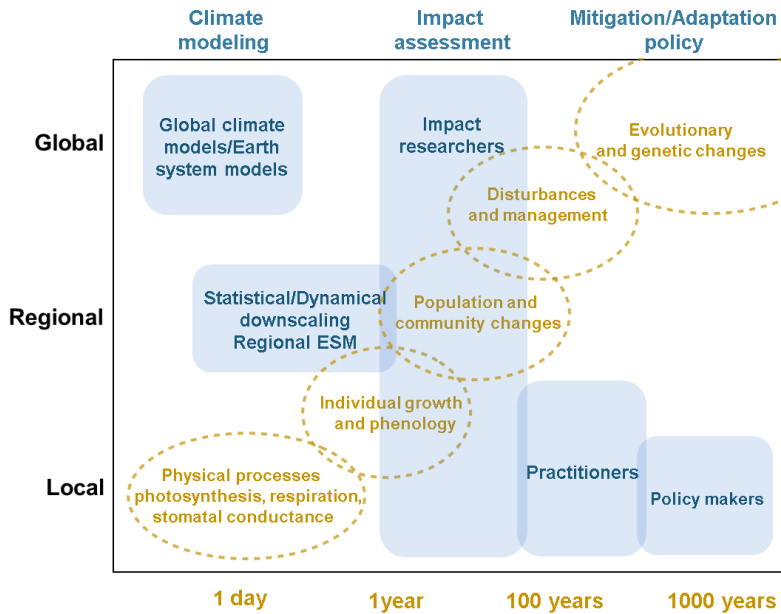 Climate
modeling
Impact
assessment
Mitigation/Adaptation
policy
Global
Regional
Local
Global climate
models/Earth
system models
Impact
researchers
Evolutionary
and genetic changes
Disturbances
and management
Statistical/Dynamical
downscaling
Regional ESM
Population and
community changes
Individual growth
and phenology
Physical processes
photosynthesis, respiration,
stomatal conductance
Practitioners
Policy makers
1 day
1year
100 years
1000 years